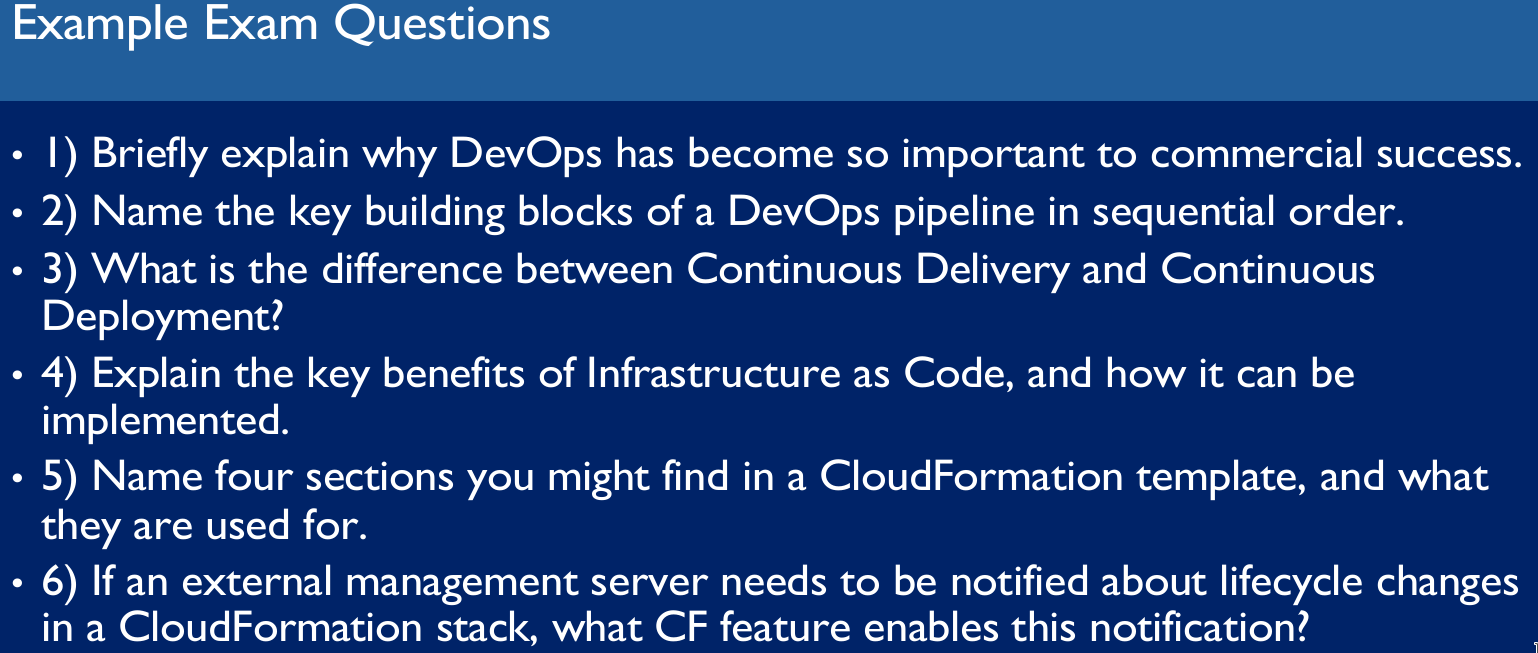 Example Exam Questions
• 1) Briefly explain why DevOps has become so important to commercial success.
• 2) Name the key building blocks of a DevOps pipeline in sequential order.
• 3) What is the difference between Continuous Delivery and Continuous
Deployment?
• 4) Explain the key benefits of Infrastructure as Code, and how it can be
implemented.
• 5) Name four sections you might find in a CloudFormation template, and what
they are used for.
• 6) If an external management server needs to be notified about lifecycle changes
in a CloudFormation stack, what CF feature enables this notification?